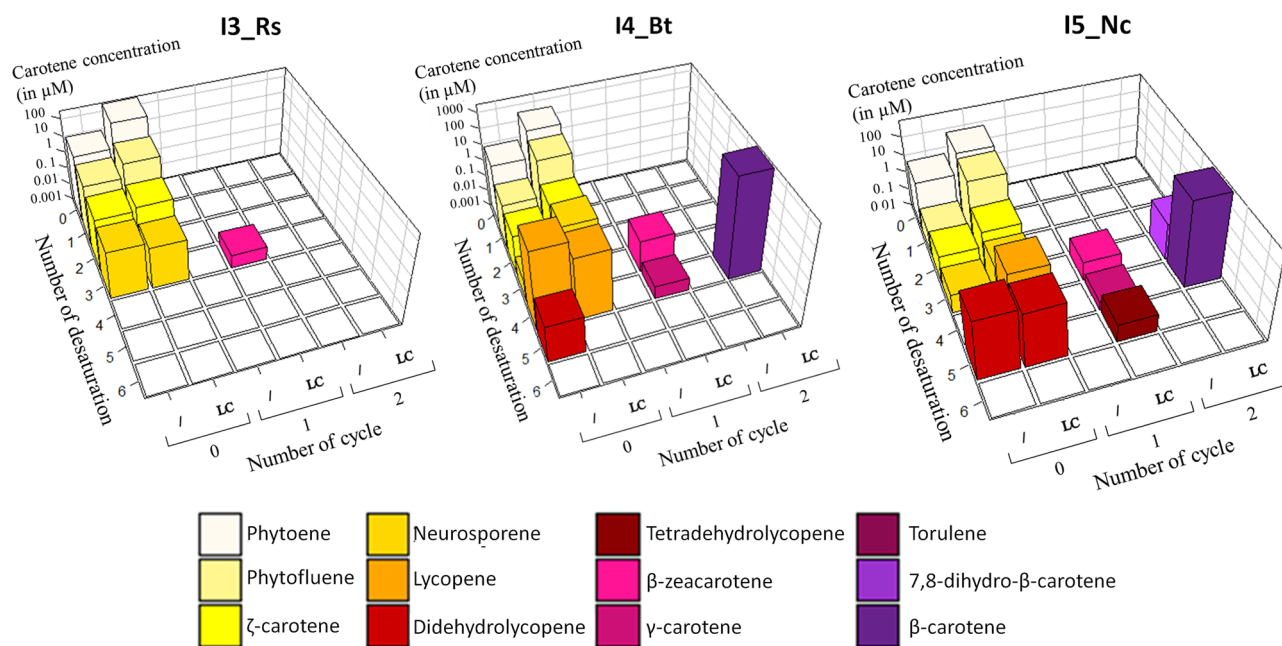 I3_Rs
I4_Bt
I5_Nc
Carotene concentration
(in µM)
100
10
1
0.1
0.01
0.001
0
1
2
3
4
5
6
Number of desaturation
/
LC
/
LC
/
LC
0
1
2
Number of cycle
Carotene concentration
(in µM)
1000
100
10
1
0.1
0.01
0.001
0
1
2
3
4
5
6
Number of desaturation
/
LC
/
LC
/
LC
0
1
2
Number of cycle
Carotene concentration
(in µM)
100
10
1
0.1
0.01
0
1
2
3
4
5
6
Number of desaturation
/
LC
/
LC
/
LC
0
1
2
Number of cycle
Phytoene
Neurosporene
Tetradehydrolycopene
Torulene
Phytofluene
Lycopene
β-zeacarotene
7,8-dihydro-β-carotene
ζ-carotene
Didehydrolycopene
γ-carotene
β-carotene